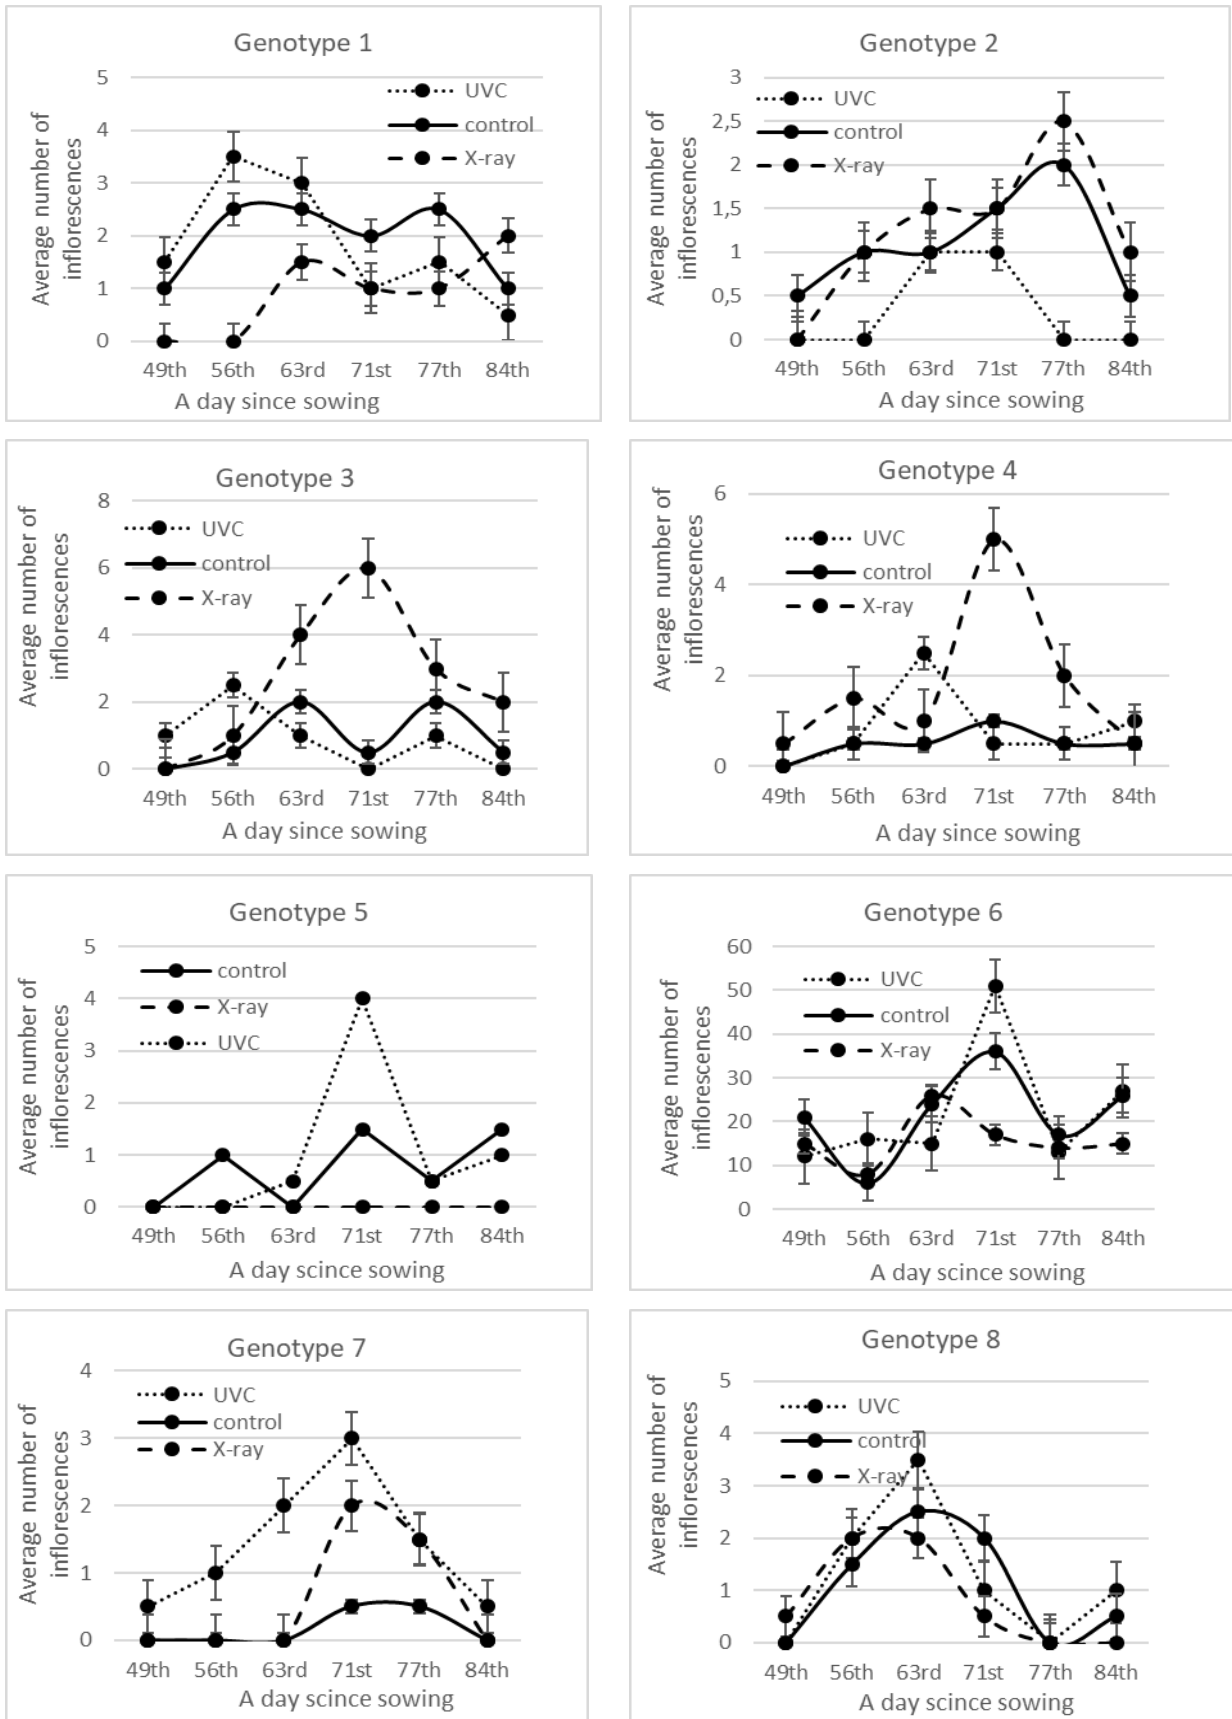 Genotype 1
Average number of
inflorescences
5
4
3
2
1
0
UVC
control
X-ray
49th 56th 63rd 71st 77th 84th
A day since sowing
Genotype 2
Average number of
inflorescences
3
2,5
2
1,5
1
0,5
0
UVC
control
X-ray
49th 56th 63rd 71st 77th 84th
A day since sowing
Genotype 3
Average number of
inflorescences
8
6
4
2
0
UVC
control
X-ray
49th 56th 63rd 71st 77th 84th
A day since sowing
Genotype 4
Average number of
inflorescences
6
4
2
0
UVC
control
X-ray
49th 56th 63rd 71st 77th 84th
A day since sowing
Genotype 5
Average number of
inflorescences
5
4
3
2
1
0
control
X-ray
UVC
49th 56th 63rd 71st 77th 84th
A day scince sowing
Genotype 6
Average number of
inflorescences
60
50
40
30
20
10
0
UVC
control
X-ray
49th 56th 63rd 71st 77th 84th
A day scince sowing
Genotype 7
Average number of
inflorescences
4
3
2
1
0
UVC
control
X-ray
49th 56th 63rd 71st 77th 84th
A day scince sowing
Genotype 8
Average number of
inflorescences
5
4
3
2
1
0
UVC
control
X-ray
49th 56th 63rd 71st 77th 84th
A day scince sowing